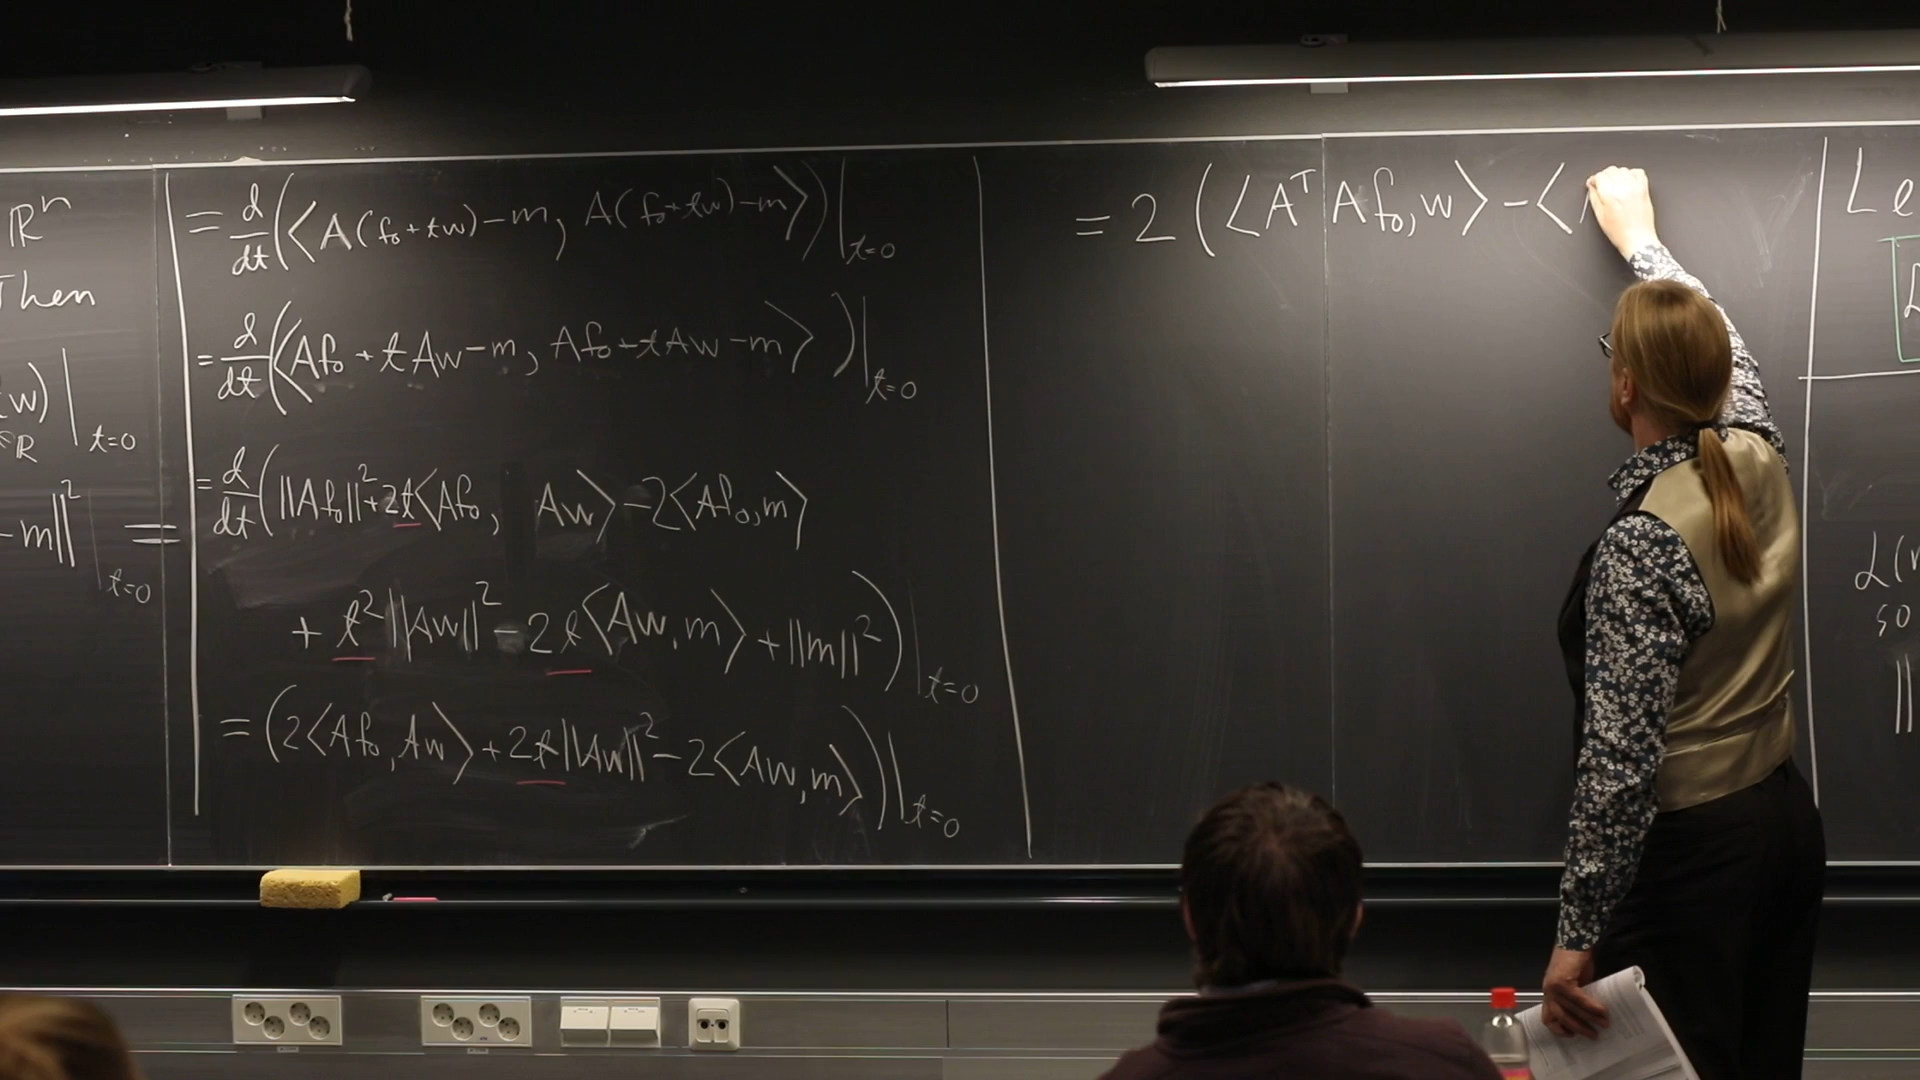 ℝⁿ
Then
w)|ₜ₌₀
∈ℝ
-m||²|ₜ₌₀ =
= d/dt(⟨A(f₀+tw)-m, A(f₀+tw)-m⟩)|ₜ₌₀
= d/dt(⟨Af₀+tAw-m, Af₀+tAw-m⟩)|ₜ₌₀
= d/dt(||Af₀||²+2t⟨Af₀, Aw⟩-2⟨Af₀,m⟩
+ t²||Aw||²-2t⟨Aw,m⟩+||m||²)|ₜ₌₀
= (2⟨Af₀,Aw⟩+2t||Aw||²-2⟨Aw,m⟩)|ₜ₌₀
= 2(⟨AᵀAf₀,w⟩-⟨
Le
L(
so
||